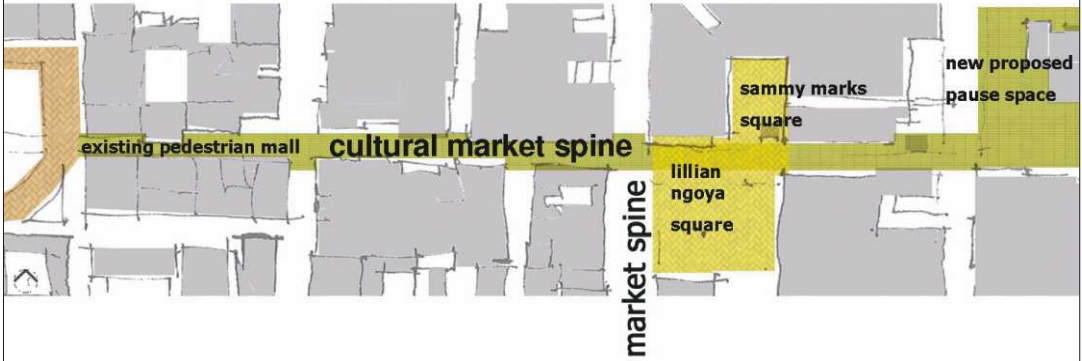 existing pedestrian mall
cultural market spine
market spine
sammy marks
square
lillian
ngoya
square
new proposed
pause space